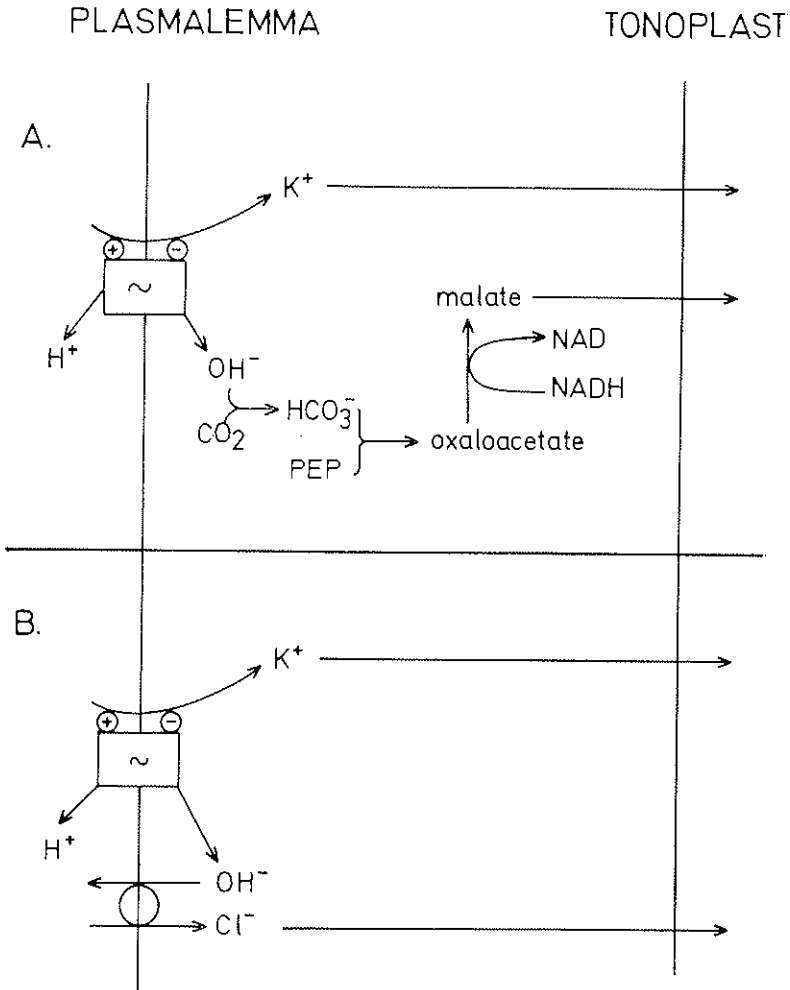 PLASMALEMMA TONOPLAST
A.
K⁺
+ −
~
malate
H⁺
NAD
OH⁻
NADH
CO₂ HCO₃⁻
oxaloacetate
PEP
B.
K⁺
+ −
~
H⁺
OH⁻
Cl⁻